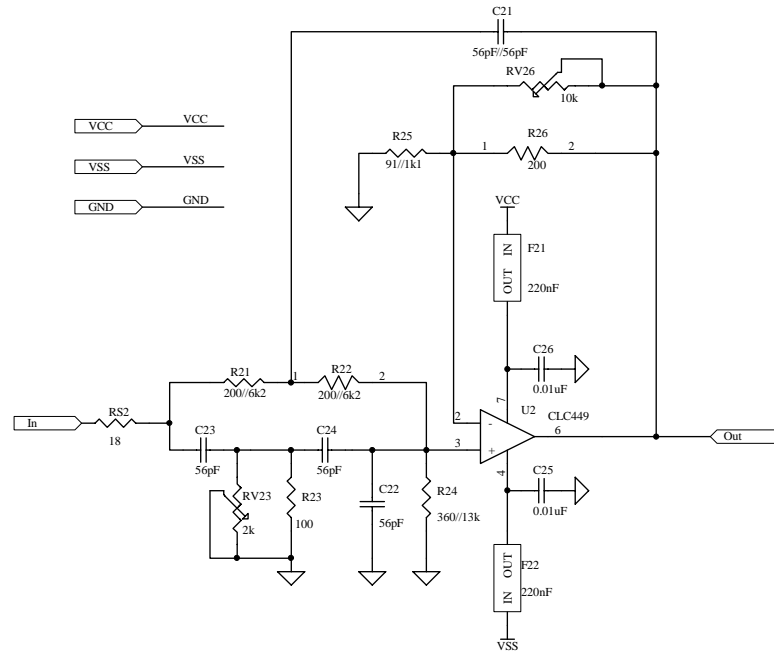 C21
56pF//56pF
RV26
10k
VCC VCC
R25
91//1k1
1 R26 2
200
VSS VSS
GND GND
VCC
OUT IN
F21
220nF
C26
0.01uF
R21
200//6k2
1 R22 2
200//6k2
7
U2
In
RS2
18
C23
56pF
C24
56pF
2
-
CLC449
3
+
6
Out
4
C25
0.01uF
RV23
2k
R23
100
C22
56pF
R24
360//13k
IN OUT
F22
220nF
VSS